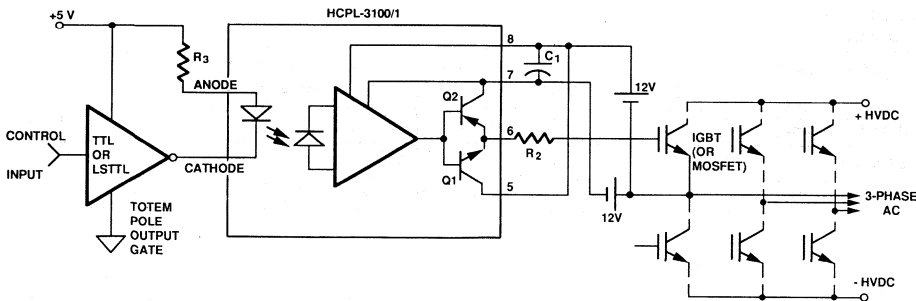 HCPL-3100/1
+5 V
R3
ANODE
CONTROL
INPUT
TTL
OR
LSTTL
CATHODE
TOTEM
POLE
OUTPUT
GATE
8
C1
7
Q2
6
R2
Q1
5
12V
12V
IGBT
(OR
MOSFET)
+ HVDC
3-PHASE
AC
- HVDC